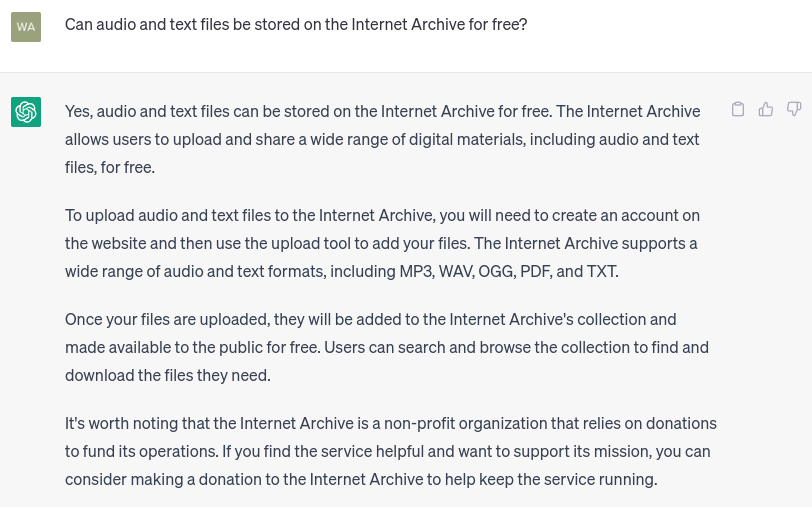 WA
Can audio and text files be stored on the Internet Archive for free?
Yes, audio and text files can be stored on the Internet Archive for free. The Internet Archive
allows users to upload and share a wide range of digital materials, including audio and text
files, for free.
To upload audio and text files to the Internet Archive, you will need to create an account on
the website and then use the upload tool to add your files. The Internet Archive supports a
wide range of audio and text formats, including MP3, WAV, OGG, PDF, and TXT.
Once your files are uploaded, they will be added to the Internet Archive's collection and
made available to the public for free. Users can search and browse the collection to find and
download the files they need.
It's worth noting that the Internet Archive is a non-profit organization that relies on donations
to fund its operations. If you find the service helpful and want to support its mission, you can
consider making a donation to the Internet Archive to help keep the service running.